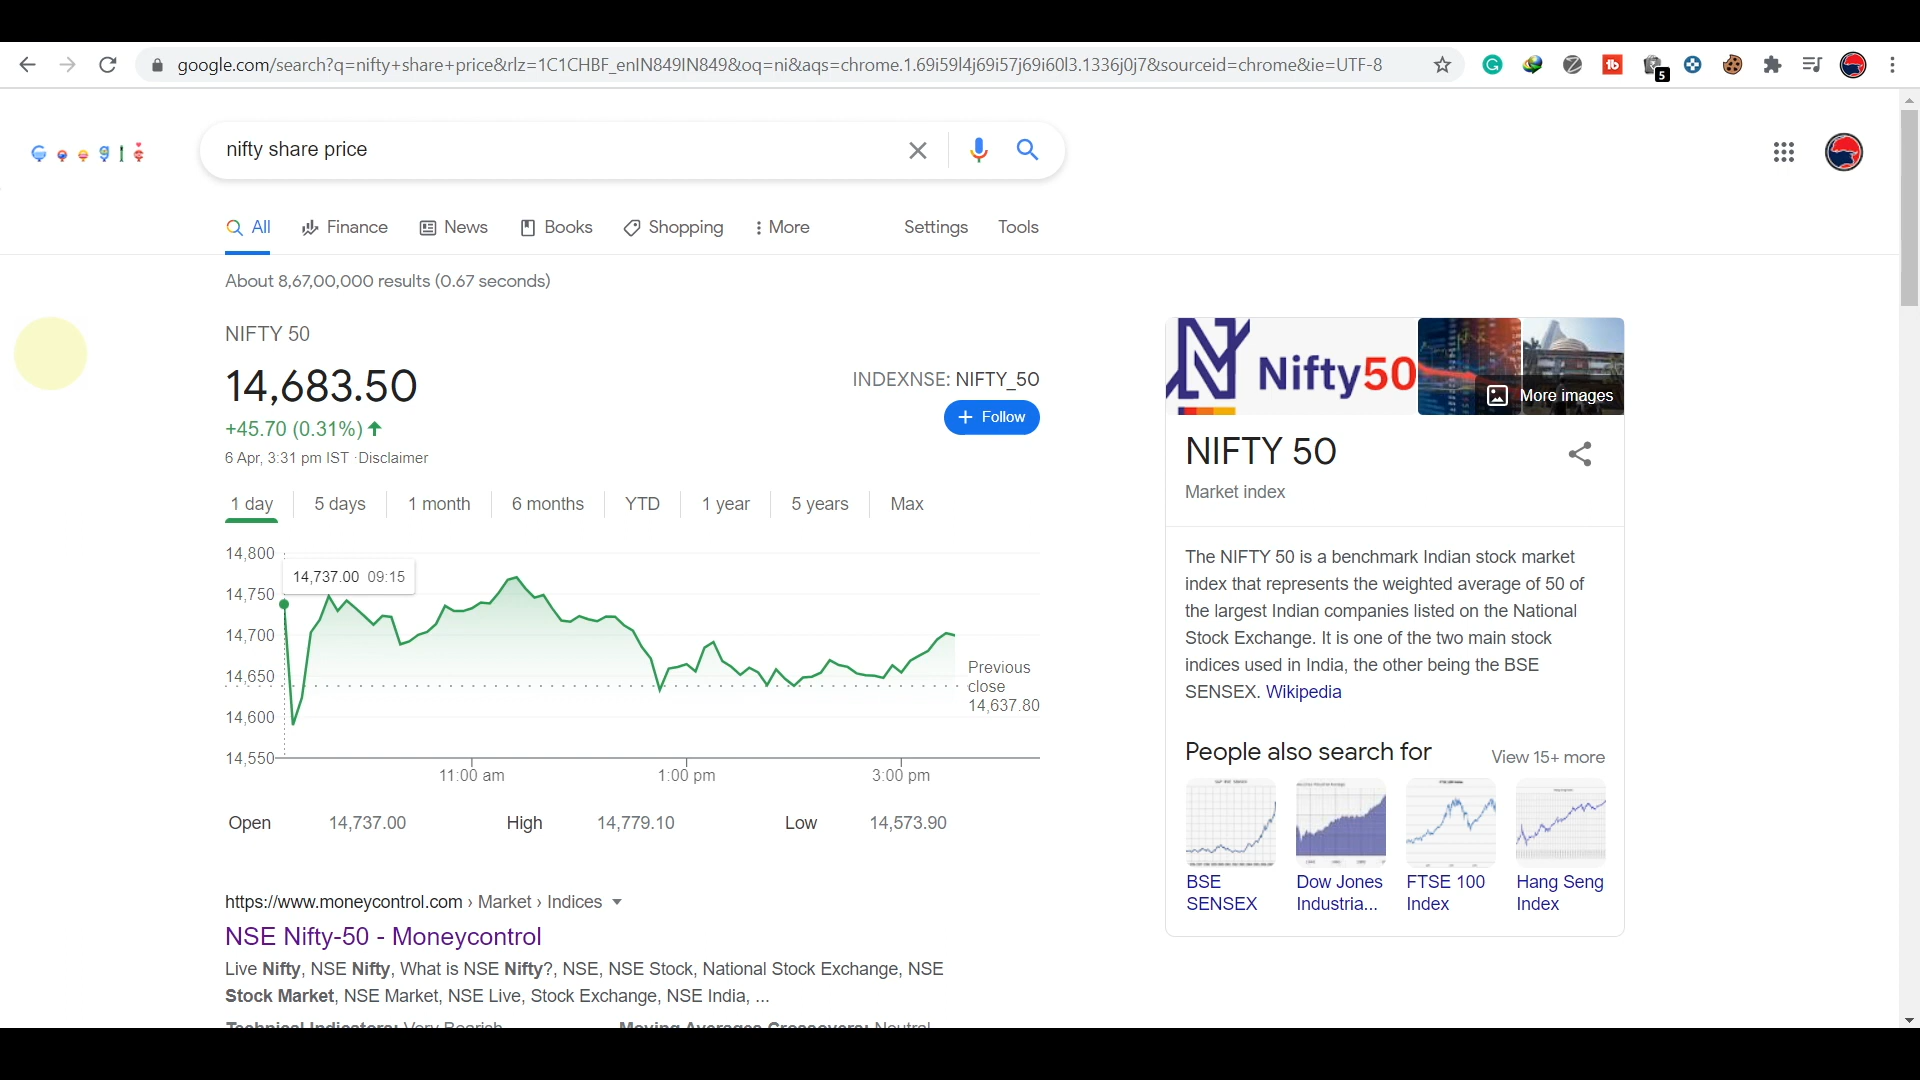 google.com/search?q=nifty+share+price&rlz=1C1CHBF_enIN849IN849&oq=ni&aqs=chrome.1.69i59l4j69i57j69i60l3.1336j0j7&sourceid=chrome&ie=UTF-8
tb
5
Google
nifty share price
All Finance News Books Shopping More Settings Tools
About 8,67,00,000 results (0.67 seconds)
NIFTY 50
14,683.50
INDEXNSE: NIFTY_50
+ Follow
+45.70 (0.31%)
6 Apr, 3:31 pm IST ·Disclaimer
1 day 5 days 1 month 6 months YTD 1 year 5 years Max
14,800
14,737.00 09:15
14,750
14,700
14,650
14,600
14,550
Previous
close
14,637.80
11:00 am 1:00 pm 3:00 pm
Open 14,737.00 High 14,779.10 Low 14,573.90
https://www.moneycontrol.com › Market › Indices
NSE Nifty-50 - Moneycontrol
Live Nifty, NSE Nifty, What is NSE Nifty?, NSE, NSE Stock, National Stock Exchange, NSE
Stock Market, NSE Market, NSE Live, Stock Exchange, NSE India, ...
Technical Indicators: Very Bearish Moving Averages Crossovers: Neutral
Nifty50
More images
NIFTY 50
Market index
The NIFTY 50 is a benchmark Indian stock market
index that represents the weighted average of 50 of
the largest Indian companies listed on the National
Stock Exchange. It is one of the two main stock
indices used in India, the other being the BSE
SENSEX. Wikipedia
People also search for
View 15+ more
BSE
SENSEX
Dow Jones
Industria...
FTSE 100
Index
Hang Seng
Index